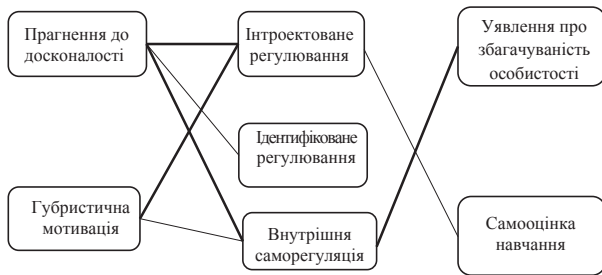 Прагнення до
досконалості
Інтроектоване
регулювання
Уявлення про
збагачуваність
особистості
Ідентифіковане
регулювання
Губристична
мотивація
Внутрішня
саморегуляція
Самооцінка
навчання